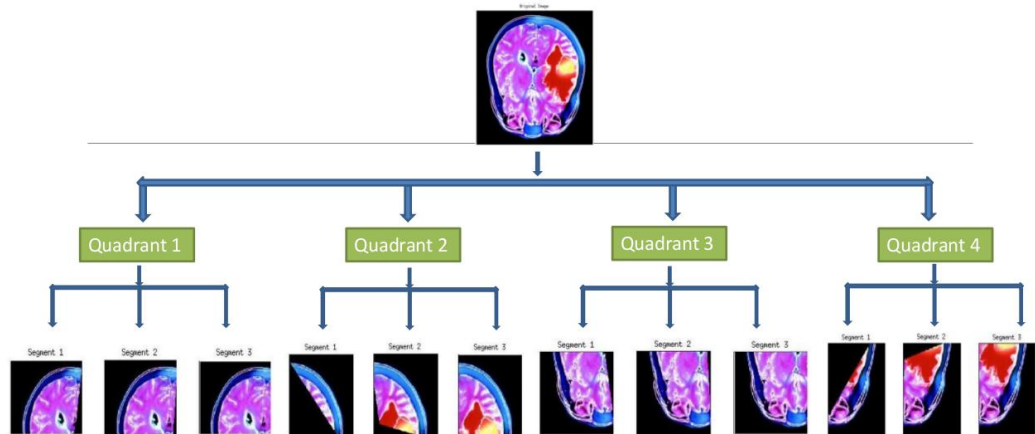 Original Image
Quadrant 1
Quadrant 2
Quadrant 3
Quadrant 4
Segment 1
Segment 2
Segment 3
Segment 1
Segment 2
Segment 3
Segment 1
Segment 2
Segment 3
Segment 1
Segment 2
Segment 3